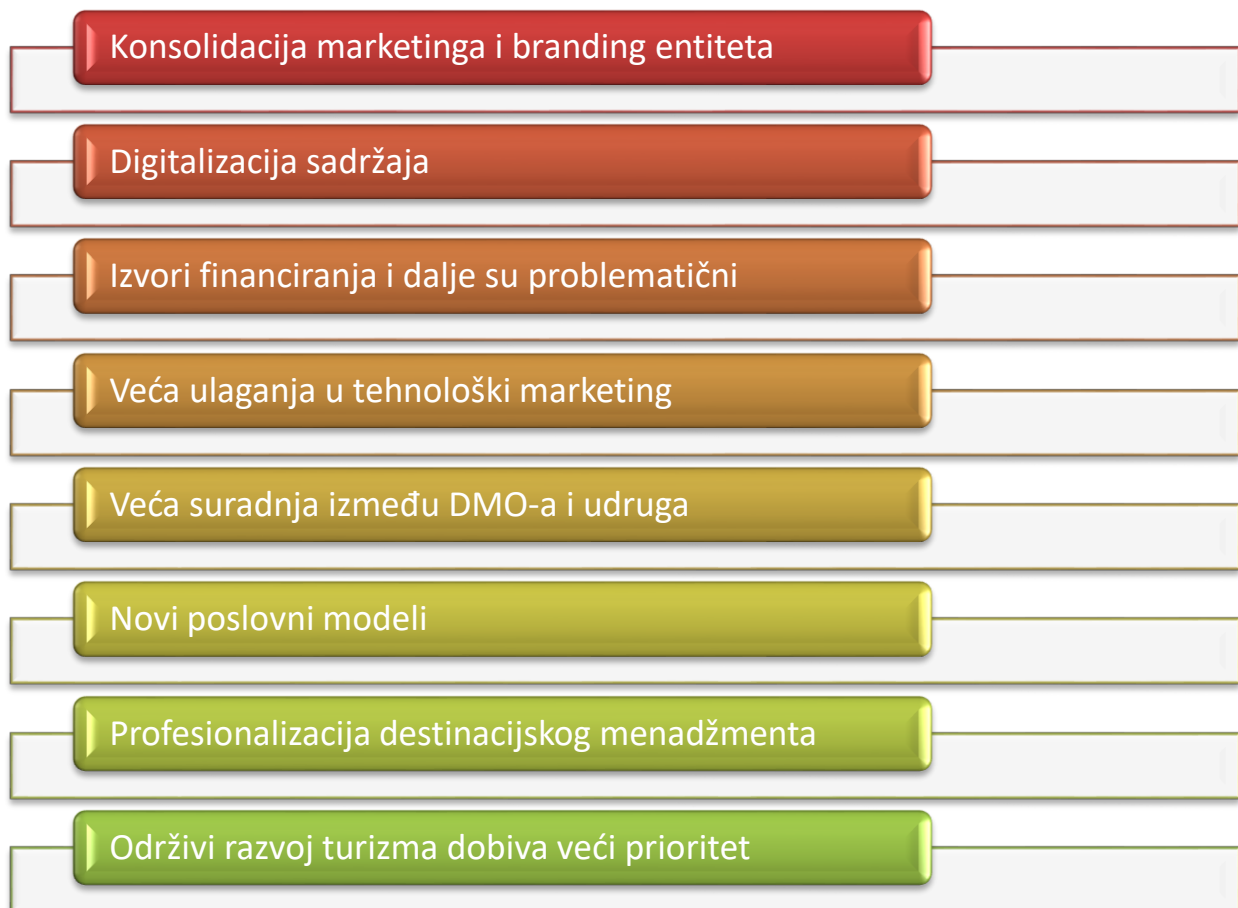 Konsolidacija marketinga i branding entiteta
Digitalizacija sadržaja
Izvori financiranja i dalje su problematični
Veća ulaganja u tehnološki marketing
Veća suradnja između DMO-a i udruga
Novi poslovni modeli
Profesionalizacija destinacijskog menadžmenta
Održivi razvoj turizma dobiva veći prioritet